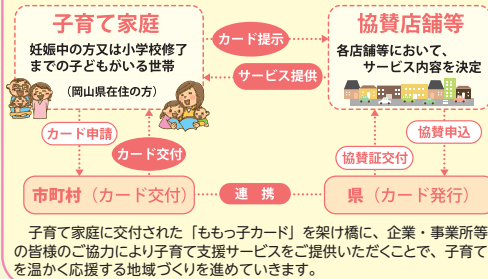 子育て家庭
妊娠中の方又は小学校修了
までの子どもがいる世帯
（岡山県在住の方）
カード提示
サービス提供
協賛店舗等
各店舗等において、
サービス内容を決定
カード申請
カード交付
協賛証交付
協賛申込
市町村（カード交付）
連携
県（カード発行）
子育て家庭に交付された「ももっ子カード」を架け橋に、企業・事業所等
の皆様のご協力により子育て支援サービスをご提供いただくことで、子育て
を温かく応援する地域づくりを進めていきます。